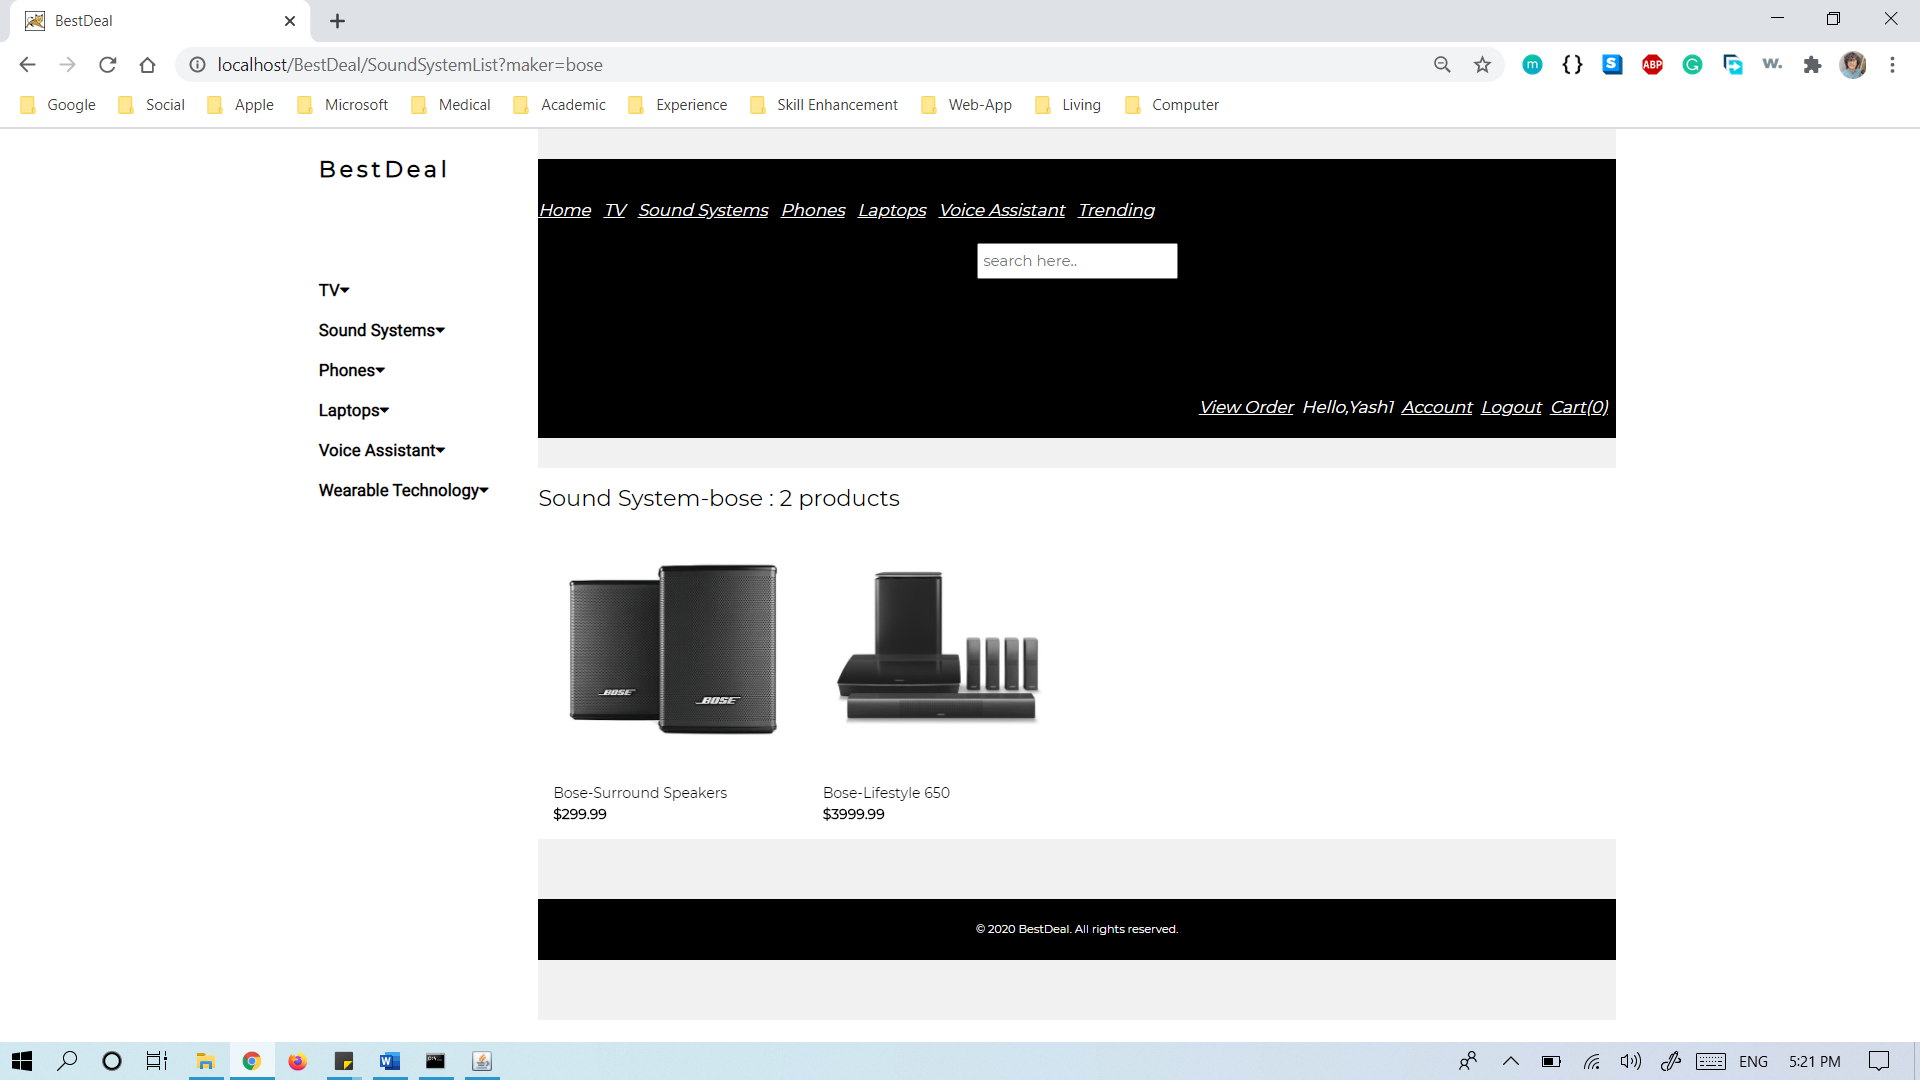 BestDeal
localhost/BestDeal/SoundSystemList?maker=bose
Google Social Apple Microsoft Medical Academic Experience Skill Enhancement Web-App Living Computer
BestDeal
Home TV Sound Systems Phones Laptops Voice Assistant Trending
search here..
TV
Sound Systems
Phones
Laptops
Voice Assistant
Wearable Technology
View Order Hello,Yash1 Account Logout Cart(0)
Sound System-bose : 2 products
BOSE BOSE
Bose-Surround Speakers
$299.99
Bose-Lifestyle 650
$3999.99
© 2020 BestDeal. All rights reserved.
ENG 5:21 PM